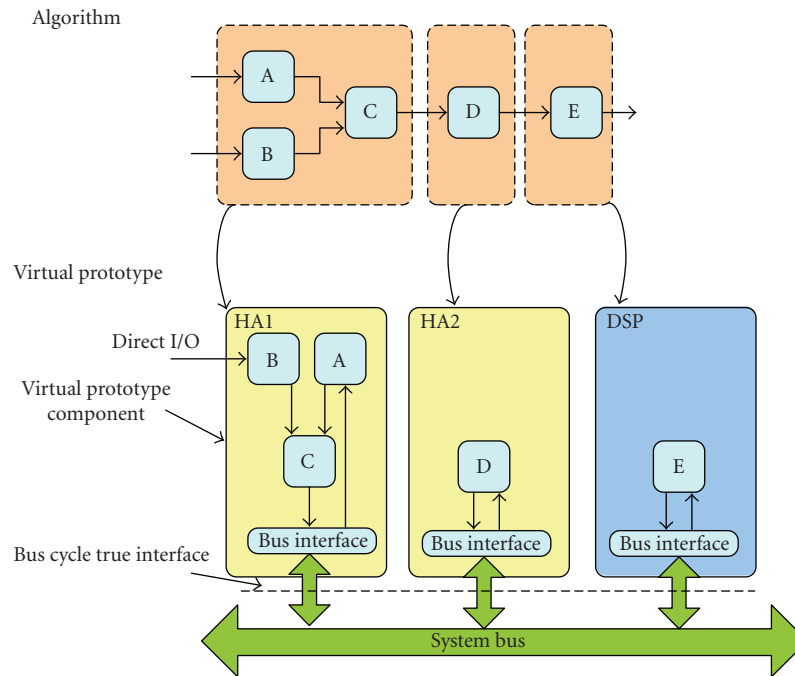 Algorithm
A
B
C
D
E
Virtual prototype
HA1
HA2
DSP
Direct I/O
B
A
Virtual prototype
component
C
D
E
Bus interface
Bus interface
Bus interface
Bus cycle true interface
System bus